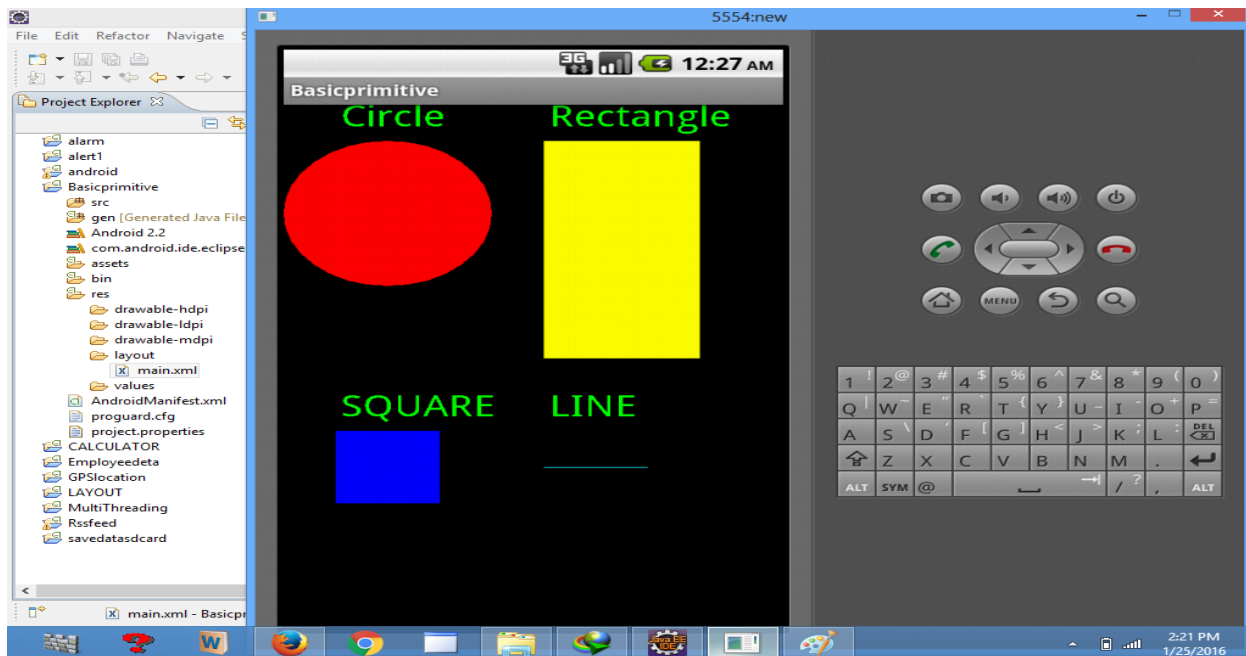 5554:new
File Edit Refactor Navigate S
Project Explorer
alarm
alert1
android
Basicprimitive
src
gen [Generated Java File
Android 2.2
com.android.ide.eclipse
assets
bin
res
drawable-hdpi
drawable-ldpi
drawable-mdpi
layout
main.xml
values
AndroidManifest.xml
proguard.cfg
project.properties
CALCULATOR
Employeedeta
GPSlocation
LAYOUT
MultiThreading
Rssfeed
savedatasdcard
main.xml - Basicpr
3G 12:27 AM
Basicprimitive
Circle Rectangle
SQUARE LINE
MENU
1 ! 2 @ 3 # 4 $ 5 % 6 ^ 7 & 8 * 9 ( 0 )
Q | W ~ E " R ` T { Y } U - I - O + P =
A S \ D ' F [ G ] H < J > K ; L : DEL
Z X C V B N M .
ALT SYM @ / ? , ALT
Java EE IDE
2:21 PM
1/25/2016